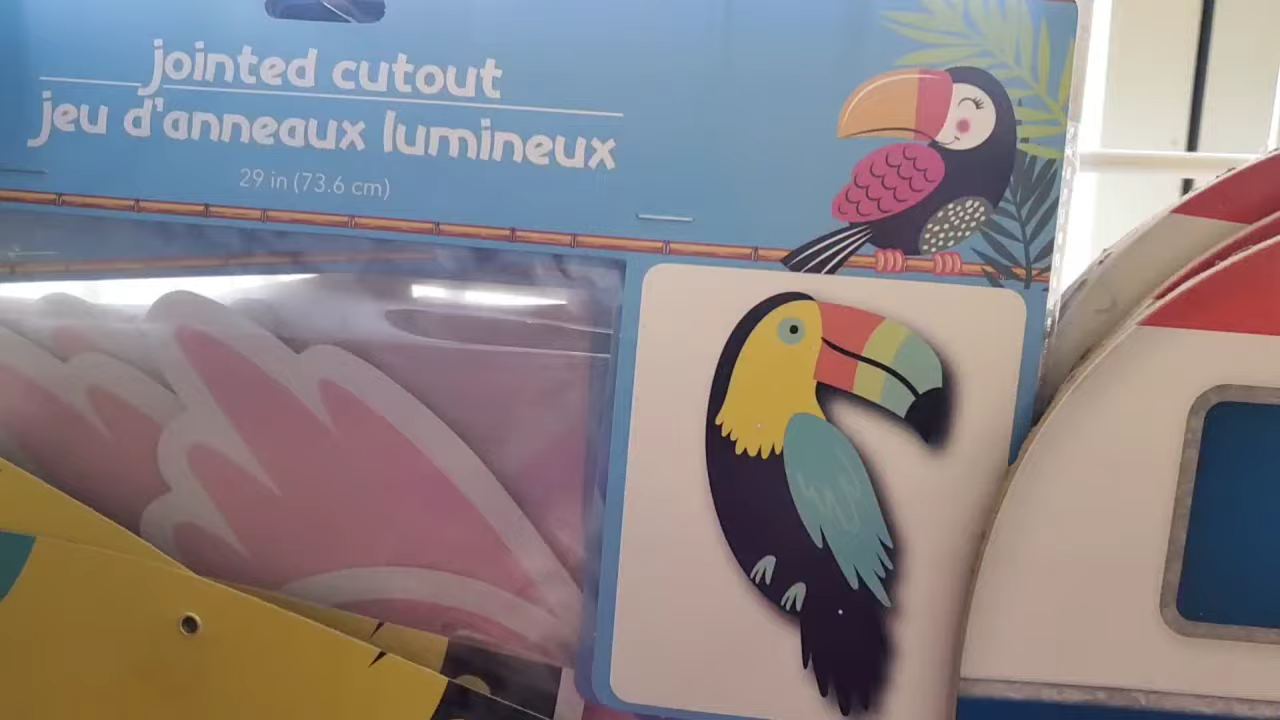 jointed cutout
jeu d'anneaux lumineux
29 in (73.6 cm)